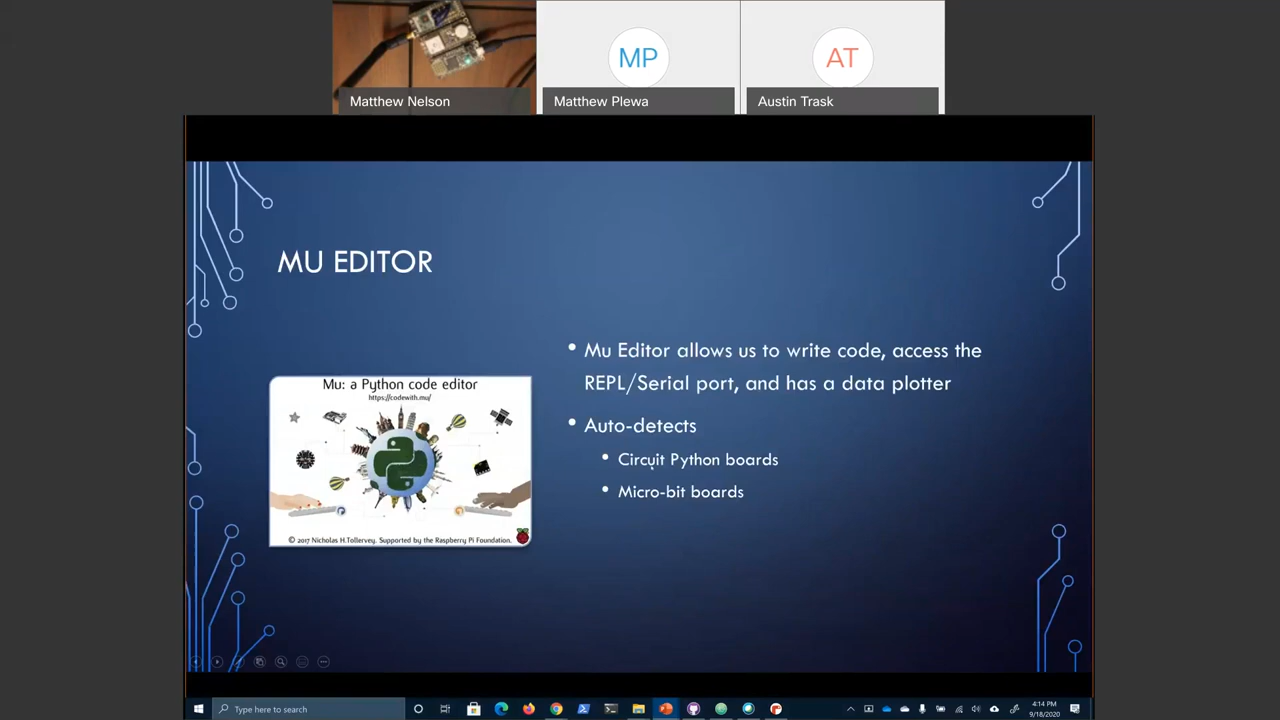 MP
AT
Matthew Nelson
Matthew Plewa
Austin Trask
MU EDITOR
Mu: a Python code editor
https://codewith.mu/
© 2017 Nicholas H.Tollervey. Supported by the Raspberry Pi Foundation.
• Mu Editor allows us to write code, access the
REPL/Serial port, and has a data plotter
• Auto-detects
• Circuit Python boards
• Micro-bit boards
Type here to search
4:14 PM
9/18/2020